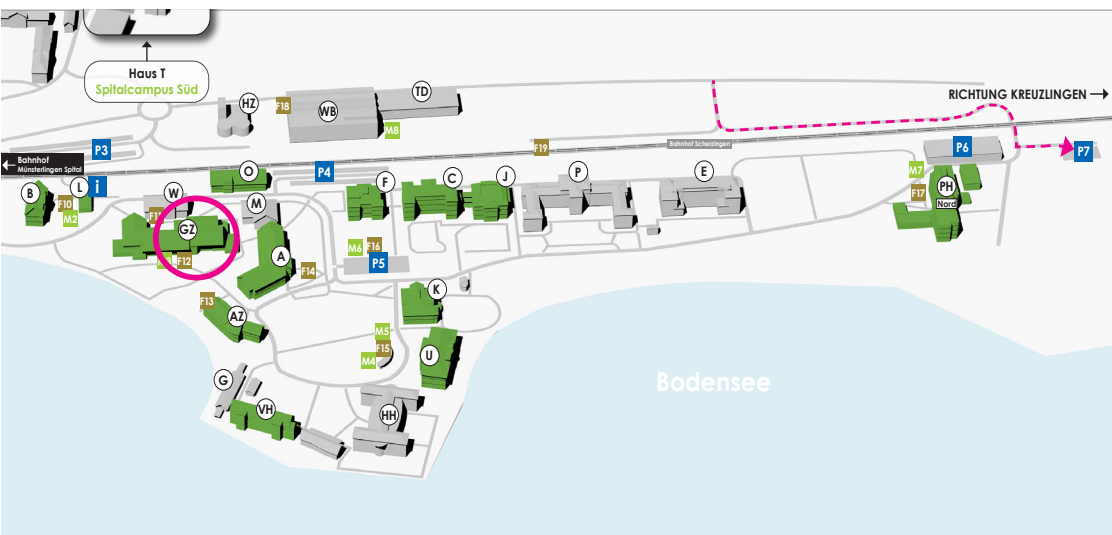 Haus T
Spitalcampus Süd
HZ
F18
WB
TD
M8
RICHTUNG KREUZLINGEN
P3
F19
Bahnhof Scherzingen
P6
P7
Bahnhof
Münsterlingen Spital
B
L
i
O
P4
F
C
J
P
E
M7
F17
PH
Nord
F10
M2
W
M
GZ
F12
A
F14
M6
F16
P5
F13
AZ
K
M5
F15
M4
U
G
VH
HH
Bodensee